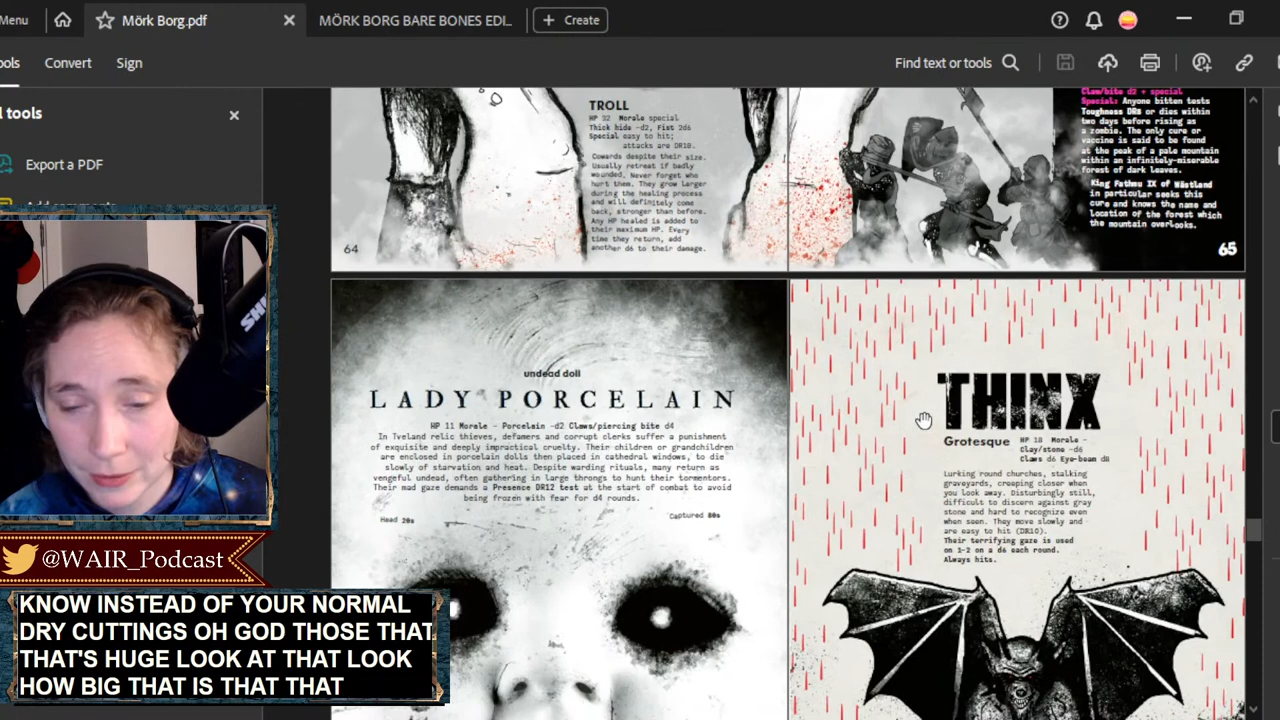 Menu
Mörk Borg.pdf
MÖRK BORG BARE BONES EDI...
Create
ools
Convert
Sign
Find text or tools
l tools
Export a PDF
TROLL
HP 32 Morale special
Thick hide -d2, Fist 2d6
Special easy to hit;
attacks are DR10.
Cowards despite their size.
Usually retreat if badly
wounded. Never forget who
hurt them. They grow larger
during the healing process
and will definitely come
back, stronger than before.
Any HP healed is added to
their maximum HP. Every
time they return, add
another d6 to their damage.
64
Claw/bite d2 + special
Special: Anyone bitten tests
Toughness DR8 or dies within
two days before rising as
a zombie. The only cure or
vaccine is said to be found
at the peak of a pale mountain
within an infinitely-miserable
forest of dark leaves.
King Fathmu IX of Wästland
in particular seeks this
cure and knows the name and
location of the forest which
the mountain overlooks.
65
undead doll
LADY PORCELAIN
HP 11 Morale – Porcelain -d2 Claws/piercing bite d4
In Tveland relic thieves, defamers and corrupt clerks suffer a punishment
of exquisite and deeply impractical cruelty. Their children or grandchildren
are enclosed in porcelain dolls then placed in cathedral windows, to die
slowly of starvation and heat. Despite warding rituals, many return as
vengeful undead, often gathering in large throngs to hunt their tormentors.
Their mad gaze demands a Presence DR12 test at the start of combat to avoid
being frozen with fear for d4 rounds.
Head 20s
Captured 80s
THINX
Grotesque
HP 18 Morale –
Clay/stone -d6
Claws d6 Eye-beam d8
Lurking round churches, stalking
graveyards, creeping closer when
you look away. Disturbingly still,
difficult to discern against gray
stone and hard to recognize even
when seen. They move slowly and
are easy to hit (DR10).
Their terrifying gaze is used
on 1-2 on a d6 each round.
Always hits.
@WAIR_Podcast
KNOW INSTEAD OF YOUR NORMAL
DRY CUTTINGS OH GOD THOSE THAT
THAT'S HUGE LOOK AT THAT LOOK
HOW BIG THAT IS THAT THAT